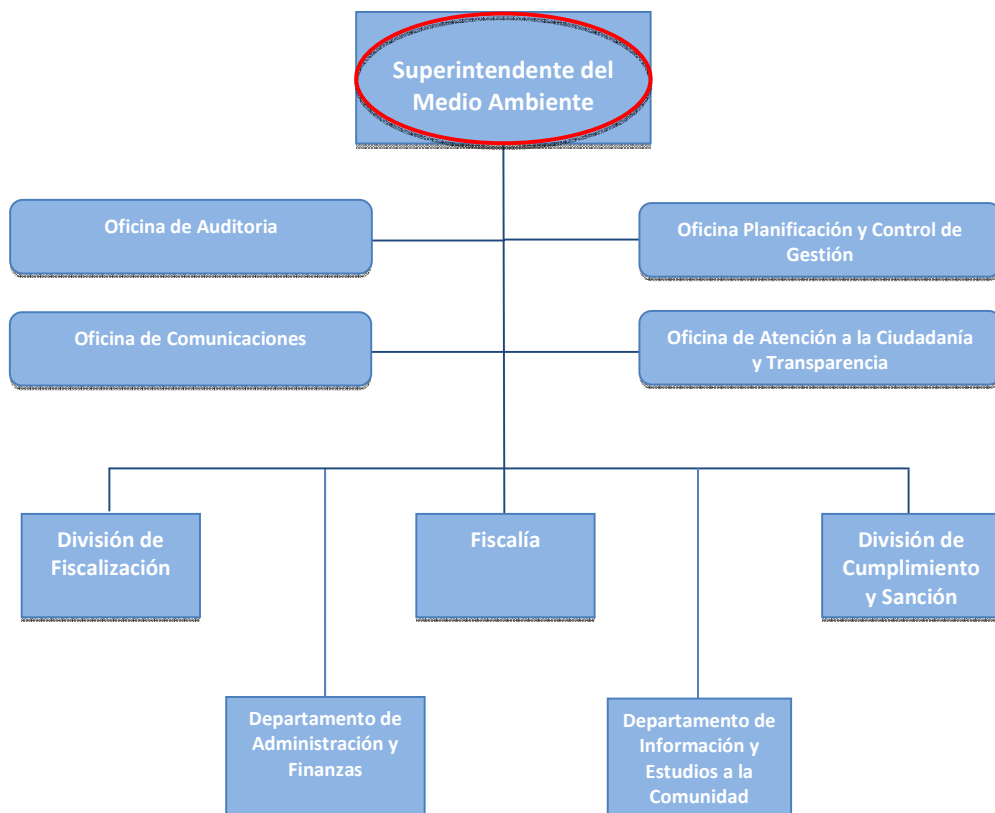 Superintendente del
Medio Ambiente
Oficina de Auditoria
Oficina Planificación y Control de
Gestión
Oficina de Comunicaciones
Oficina de Atención a la Ciudadanía
y Transparencia
División de
Fiscalización
Fiscalía
División de
Cumplimiento
y Sanción
Departamento de
Administración y
Finanzas
Departamento de
Información y
Estudios a la
Comunidad